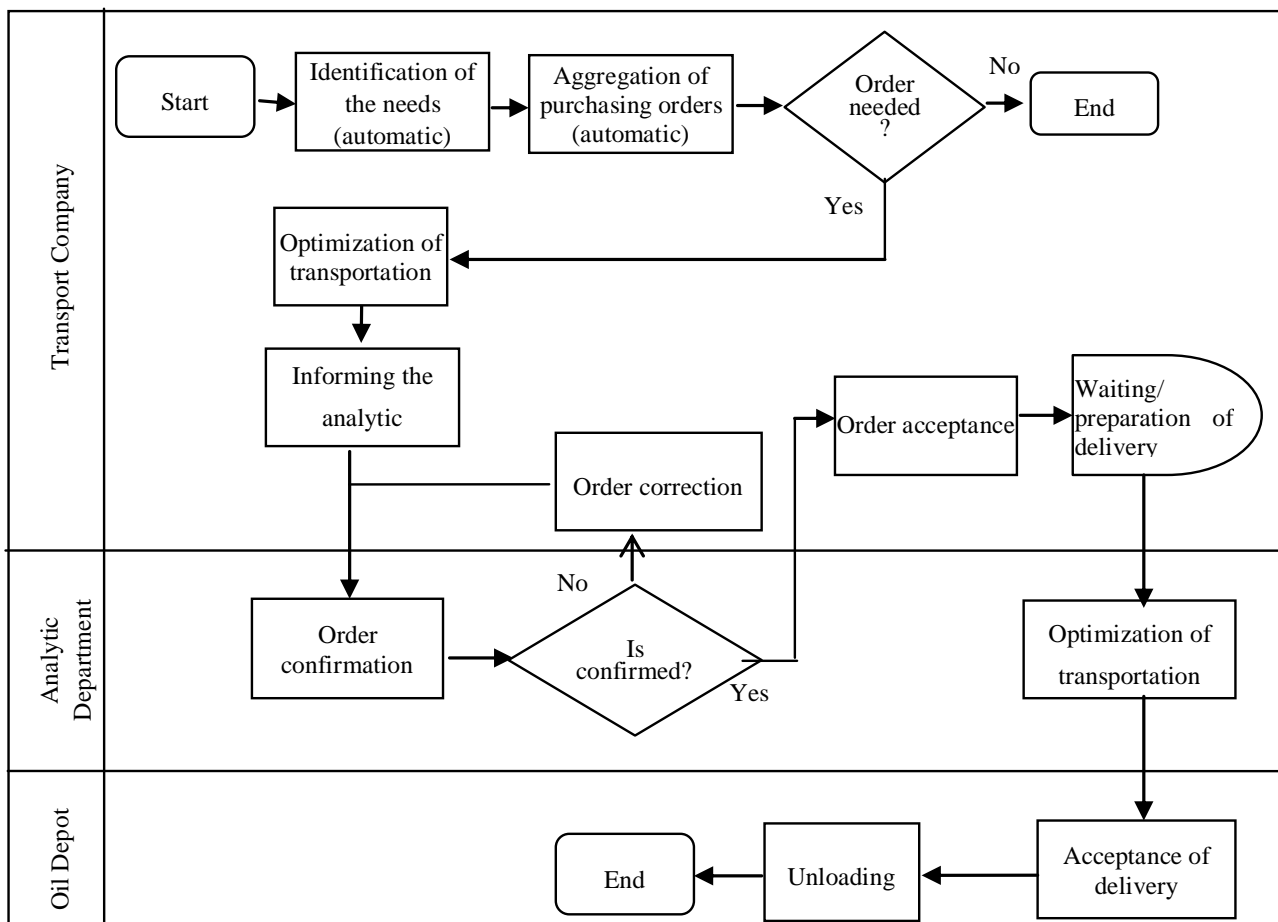 Transport Company
Start
Identification of
the needs
(automatic)
Aggregation of
purchasing orders
(automatic)
Order
needed
?
No
End
Yes
Optimization of
transportation
Informing the
analytic
Order correction
Order acceptance
Waiting/
preparation of
delivery
Analytic
Department
Order
confirmation
No
Is
confirmed?
Yes
Optimization of
transportation
Oil Depot
End
Unloading
Acceptance of
delivery